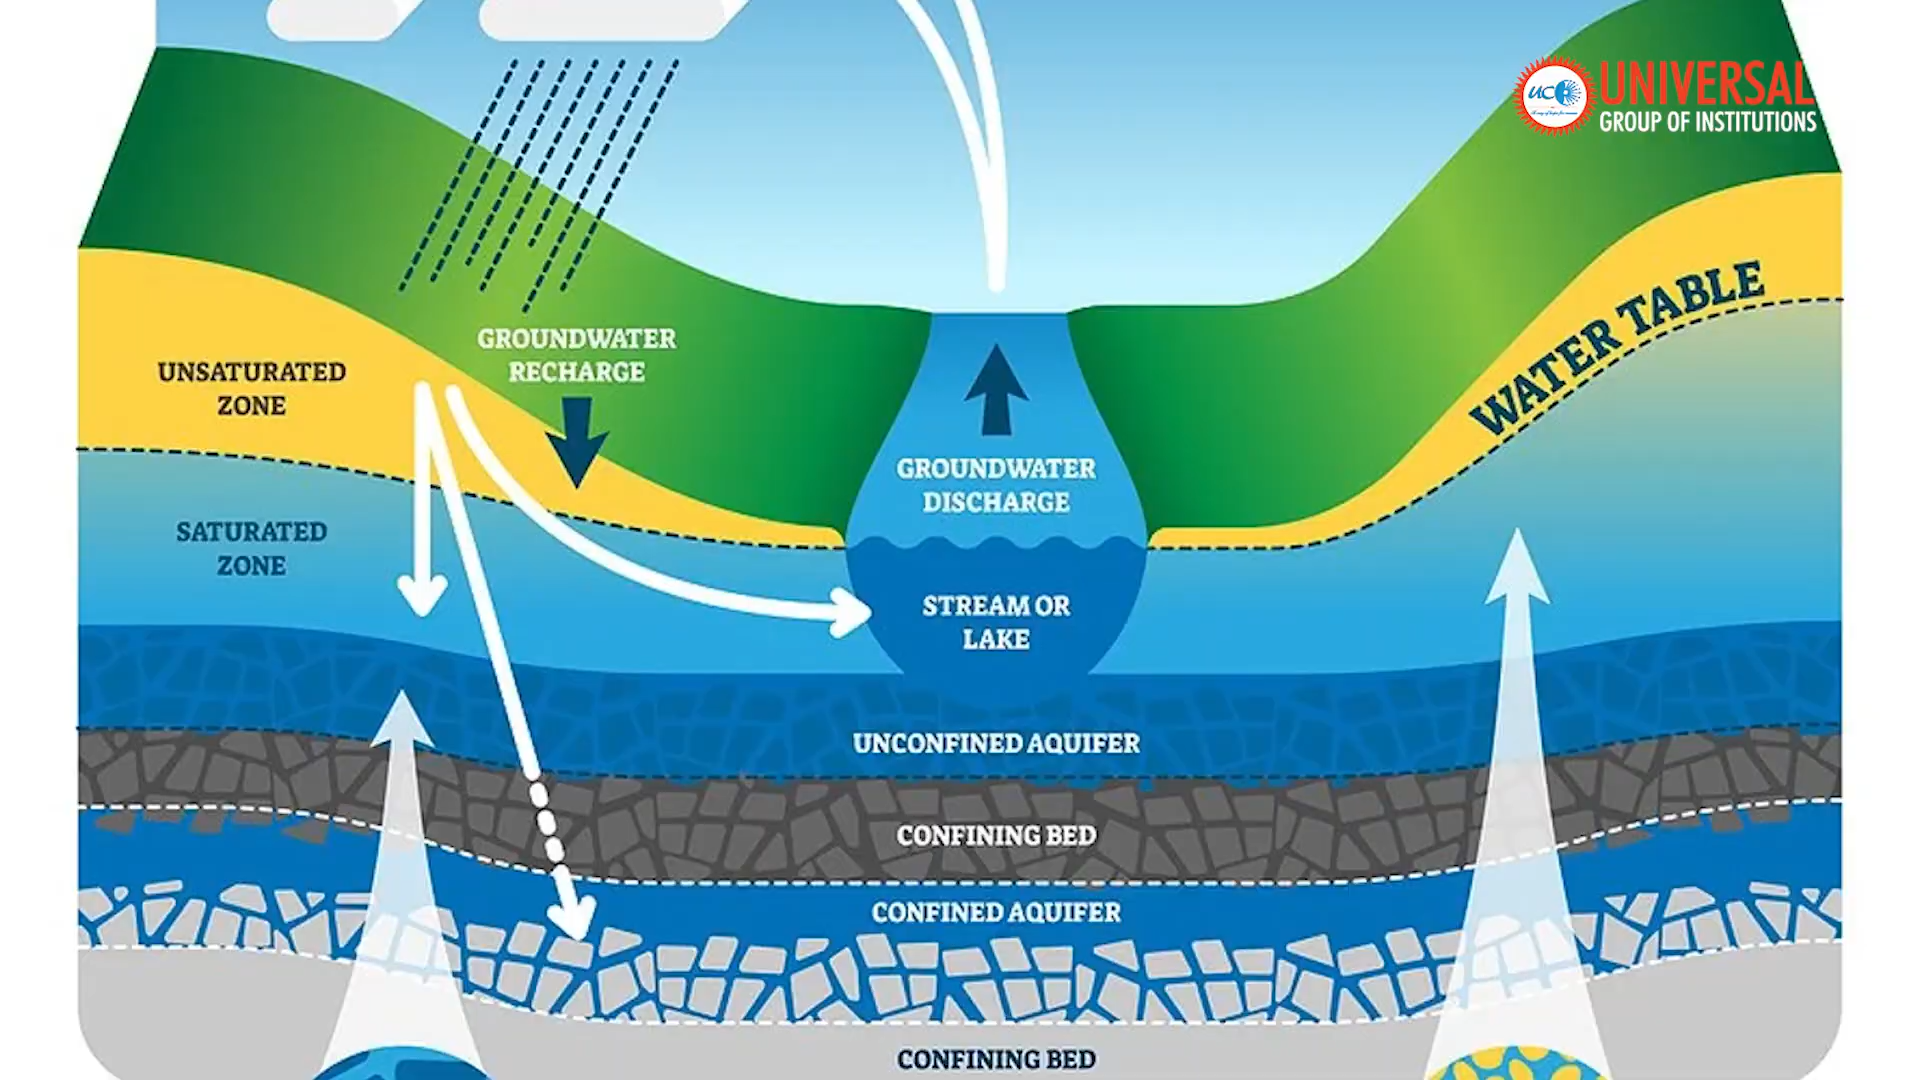 UCE
UNIVERSAL
GROUP OF INSTITUTIONS
WATER TABLE
GROUNDWATER
RECHARGE
UNSATURATED
ZONE
GROUNDWATER
DISCHARGE
SATURATED
ZONE
STREAM OR
LAKE
UNCONFINED AQUIFER
CONFINING BED
CONFINED AQUIFER
CONFINING BED